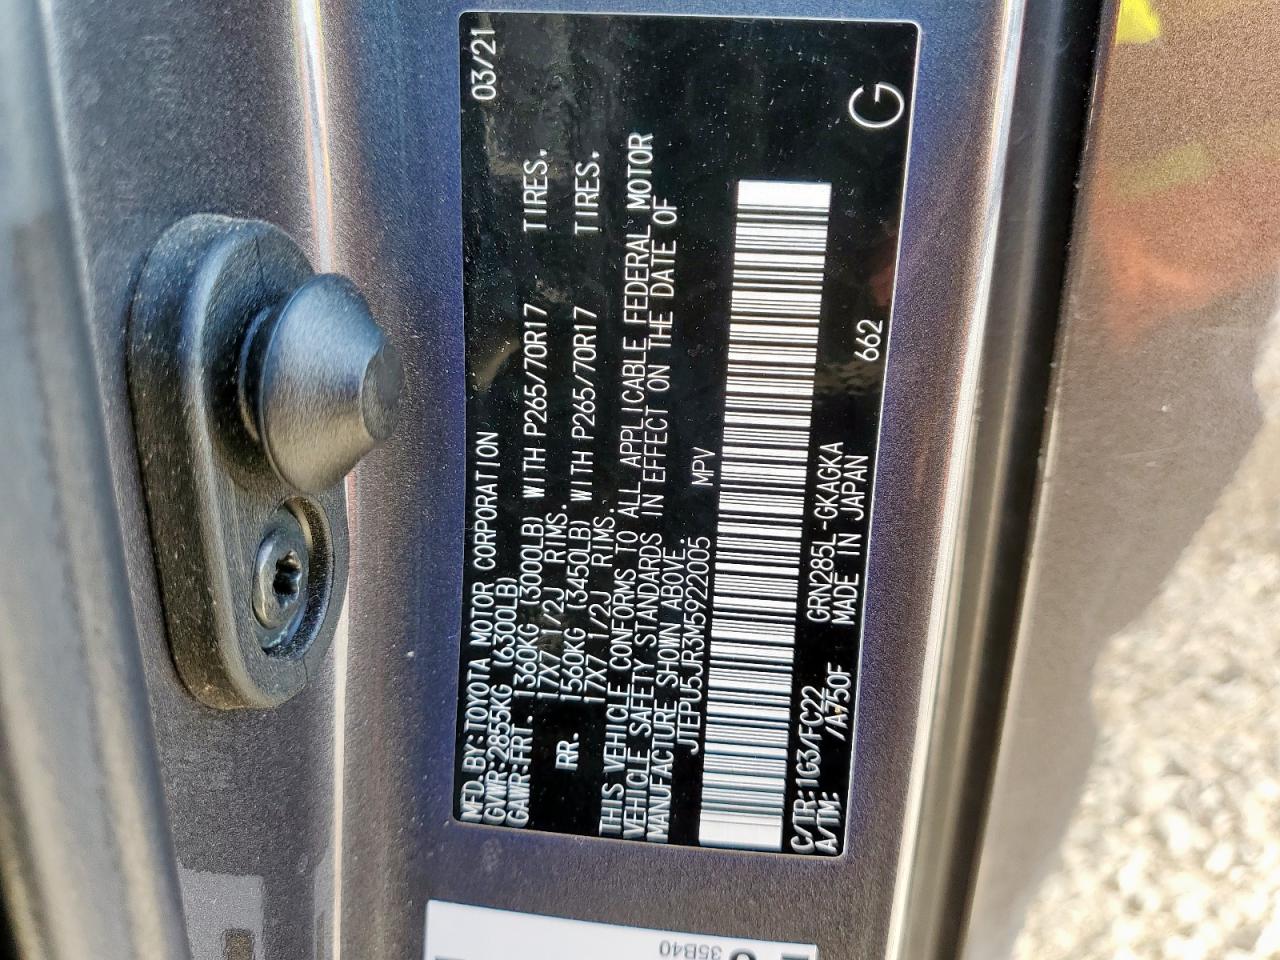 MFD.BY:TOYOTA MOTOR CORPORATION 03/21
GVWR:2855KG (6300LB)
GAWR:FRT. 1360KG (3000LB) WITH P265/70R17 TIRES.
17X7 1/2J RIMS.
RR. 1560KG (3450LB) WITH P265/70R17 TIRES.
17X7 1/2J RIMS.
THIS VEHICLE CONFORMS TO ALL APPLICABLE FEDERAL MOTOR
VEHICLE SAFETY STANDARDS IN EFFECT ON THE DATE OF
MANUFACTURE SHOWN ABOVE.
JTEPU5JR3M5922005 MPV
C/TR:1G3/FC22 GRN285L-GKAGKA 662
A/TM: /A750F MADE IN JAPAN
G
35B40